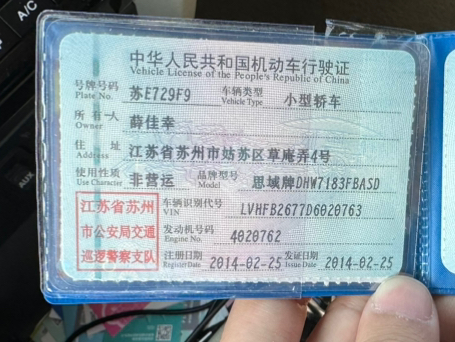 A/C
AUX
中华人民共和国机动车行驶证
Vehicle License of the People's Republic of China
号牌号码 Plate No. 苏E729F9 车辆类型 Vehicle Type 小型轿车
所有人 Owner 薛佳幸
住址 Address 江苏省苏州市姑苏区草庵弄4号
使用性质 Use Character 非营运 品牌型号 Model 思域牌DHW7183FBASD
江苏省苏州
市公安局交通
巡逻警察支队
车辆识别代号 VIN LVHFB2677D6020763
发动机号码 Engine No. 4020762
注册日期 Register Date 2014-02-25 发证日期 Issue Date 2014-02-25